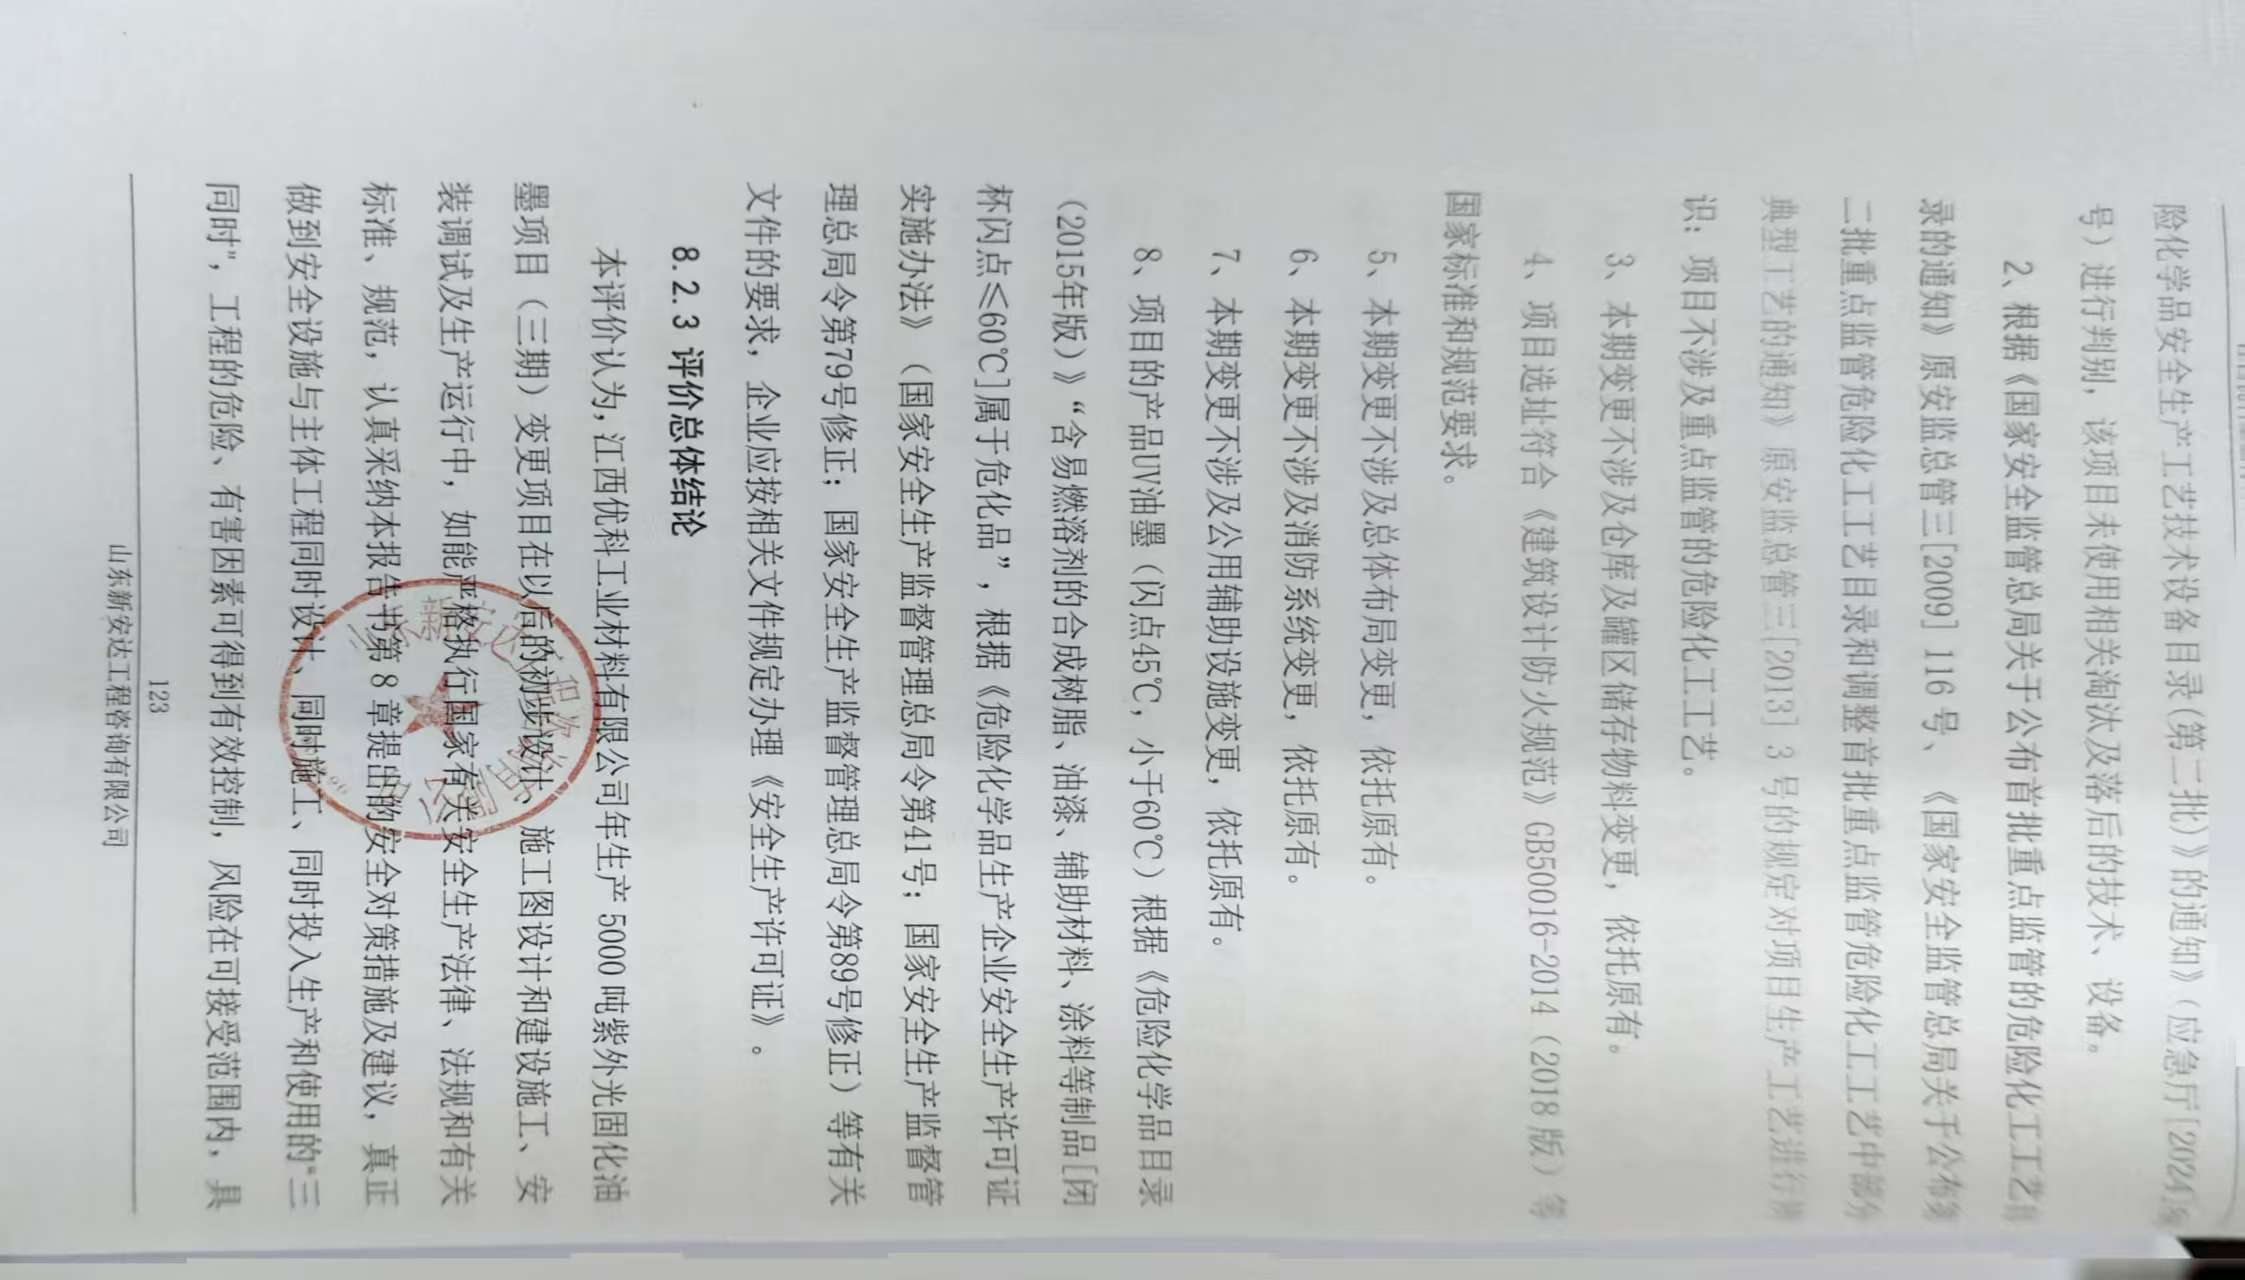 险化学品安全生产工艺技术设备目录(第二批)》的通知》(应急厅[2024]
号）进行判别，该项目未使用相关淘汰及落后的技术、设备。
2、根据《国家安全监管总局关于公布首批重点监管的危险化工工艺目
录的通知》原安监总管三[2009] 116 号、《国家安全监管总局关于公布第
二批重点监管危险化工工艺目录和调整首批重点监管危险化工工艺中部分
典型工艺的通知》原安监总管三[2013] 3 号的规定对项目生产工艺进行辨
识：项目不涉及重点监管的危险化工工艺。
3、本期变更不涉及仓库及罐区储存物料变更，依托原有。
4、项目选址符合《建筑设计防火规范》GB50016-2014（2018 版）等
国家标准和规范要求。
5、本期变更不涉及总体布局变更，依托原有。
6、本期变更不涉及消防系统变更，依托原有。
7、本期变更不涉及公用辅助设施变更，依托原有。
8、项目的产品UV油墨（闪点45℃，小于60℃）根据《危险化学品目录
（2015年版）》“含易燃溶剂的合成树脂、油漆、辅助材料、涂料等制品[闭
杯闪点≤60℃]属于危化品”，根据《危险化学品生产企业安全生产许可证
实施办法》（国家安全生产监督管理总局令第41号；国家安全生产监督管
理总局令第79号修正；国家安全生产监督管理总局令第89号修正）等有关
文件的要求，企业应按相关文件规定办理《安全生产许可证》。
8.2.3 评价总体结论
本评价认为,江西优科工业材料有限公司年生产 5000 吨紫外光固化油
墨项目（三期）变更项目在以后的初步设计、施工图设计和建设施工、安
装调试及生产运行中，如能严格执行国家有关安全生产法律、法规和有关
标准、规范，认真采纳本报告书第 8 章提出的安全对策措施及建议，真正
做到安全设施与主体工程同时设计、同时施工、同时投入生产和使用的“三
同时”，工程的危险、有害因素可得到有效控制，风险在可接受范围内，具
123
山东新安达工程咨询有限公司